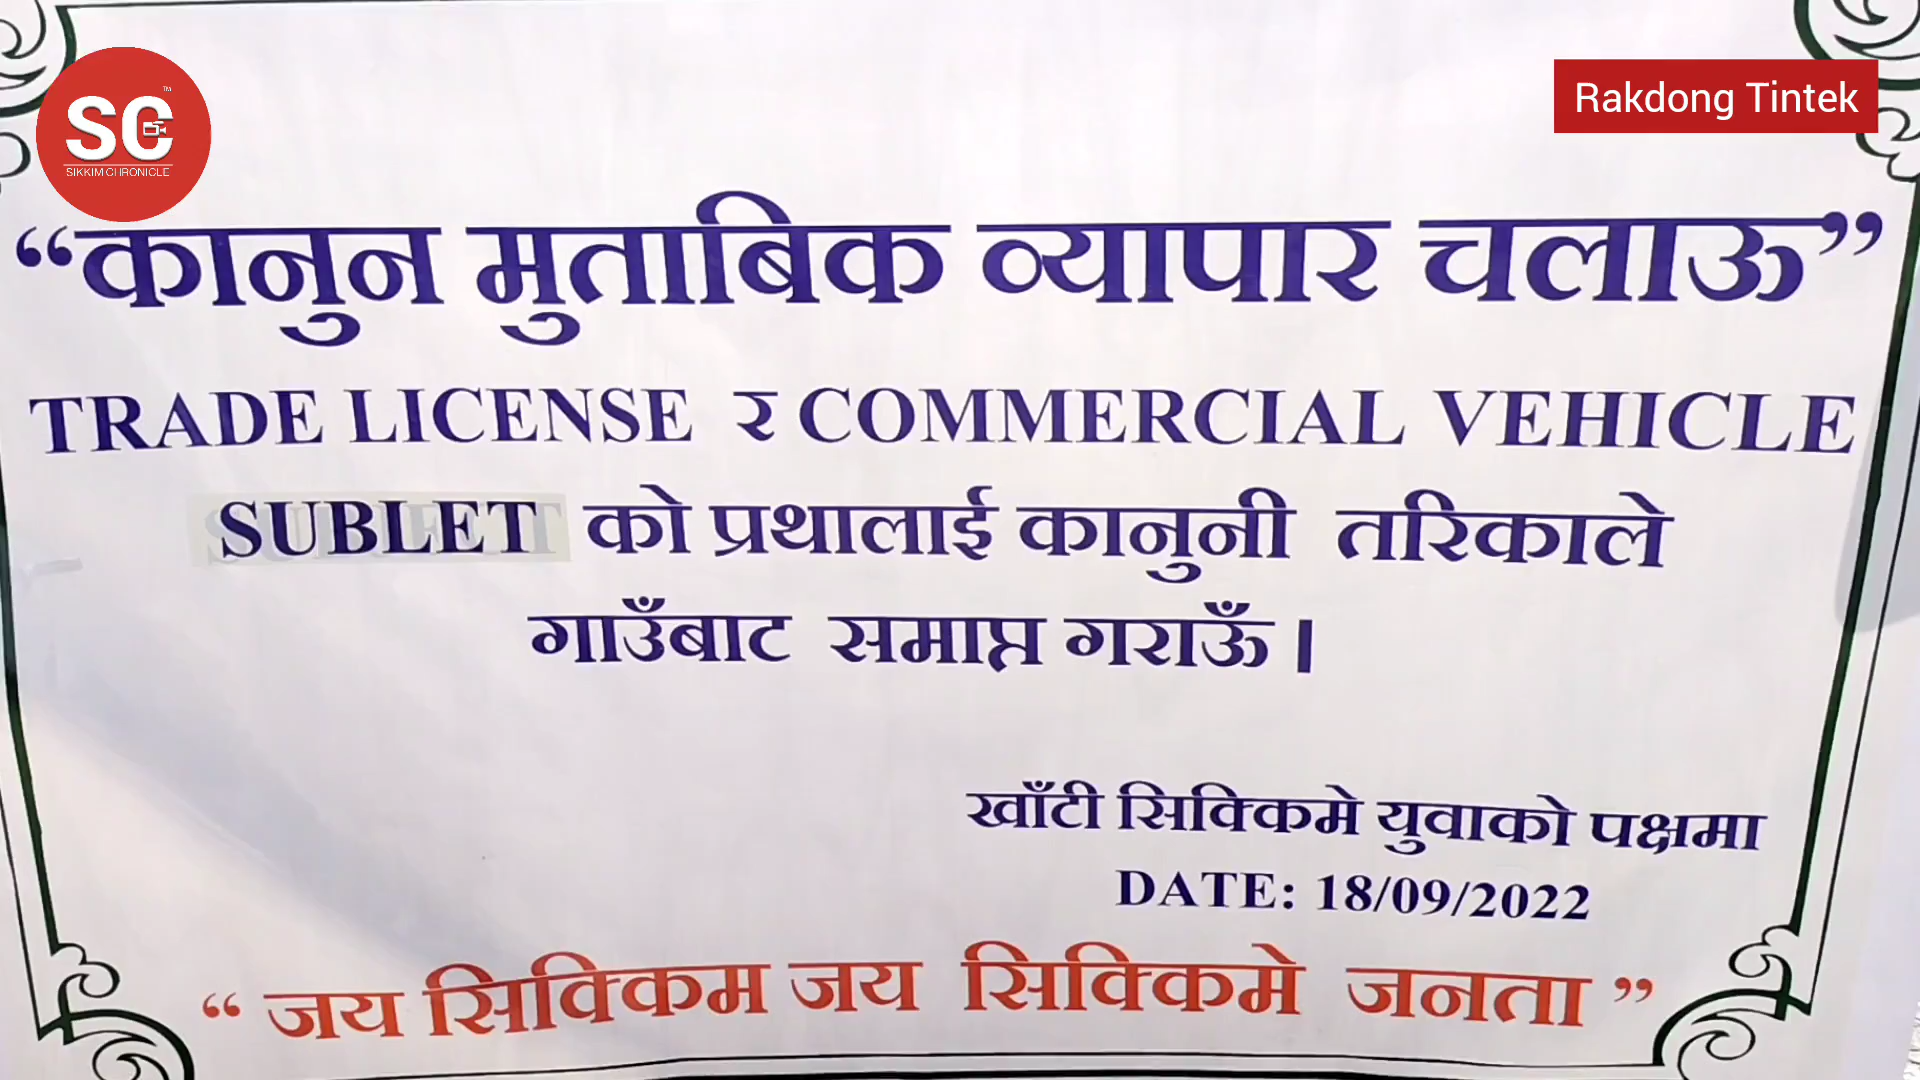 SC
TM
SIKKIM CHRONICLE
Rakdong Tintek
“कानुन मुताबिक व्यापार चलाऊ”
TRADE LICENSE र COMMERCIAL VEHICLE
SUBLET को प्रथालाई कानुनी तरिकाले
गाउँबाट समाप्त गराऊँ।
खाँटी सिक्किमे युवाको पक्षमा
DATE: 18/09/2022
“ जय सिक्किम जय सिक्किमे जनता ”